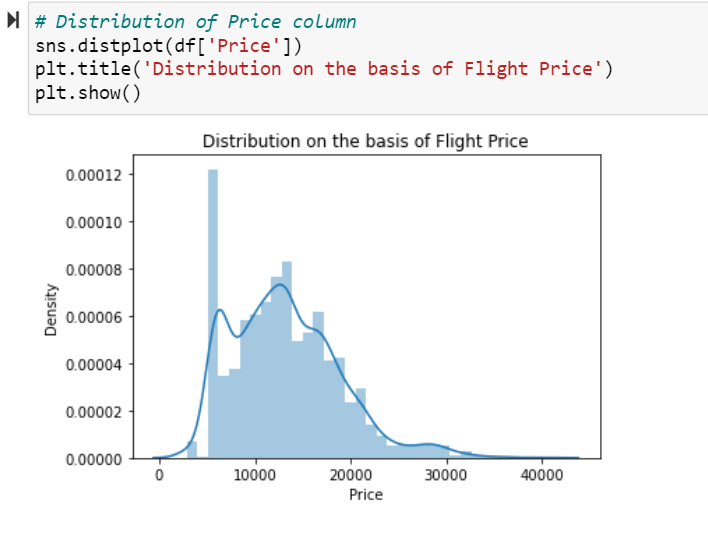 # Distribution of Price column
sns.distplot(df['Price'])
plt.title('Distribution on the basis of Flight Price')
plt.show()
Distribution on the basis of Flight Price
0.00012
0.00010
0.00008
0.00006
0.00004
0.00002
0.00000
Density
0 10000 20000 30000 40000
Price